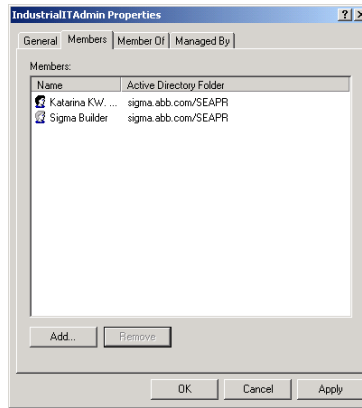 IndustrialITAdmin Properties
General Members Member Of Managed By
Members:
Name Active Directory Folder
Katarina KW. ... sigma.abb.com/SEAPR
Sigma Builder sigma.abb.com/SEAPR
Add... Remove
OK Cancel Apply